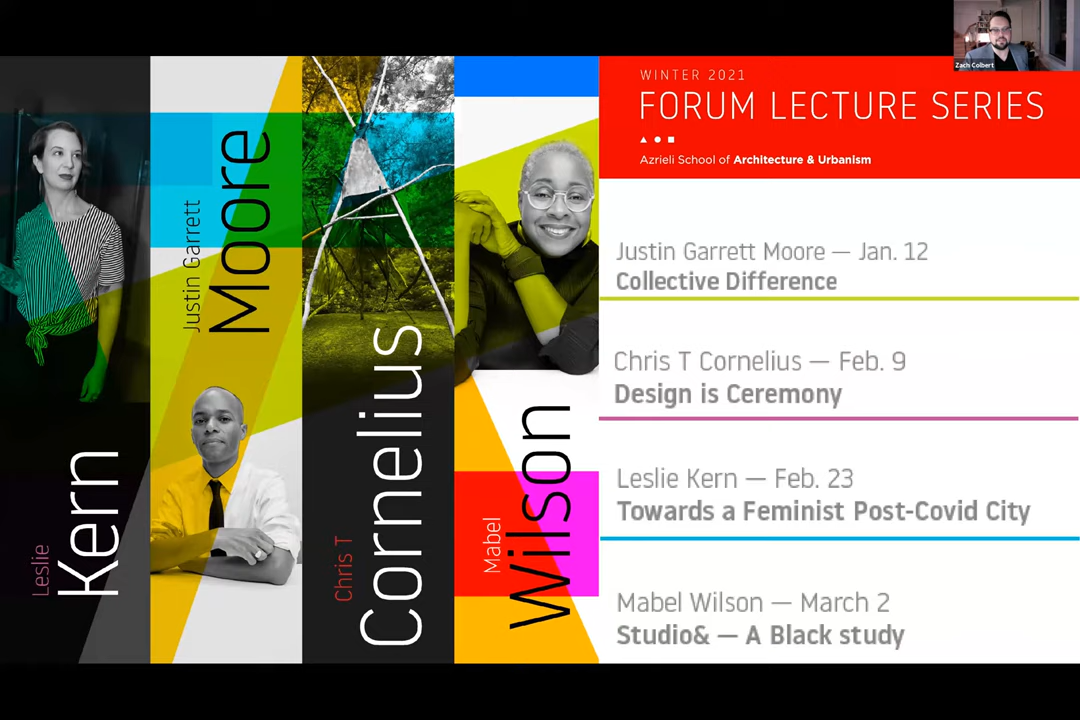 Leslie
Kern
Justin Garrett
Moore
Chris T
Cornelius
Mabel
Wilson
Zach Colbert
WINTER 2021
FORUM LECTURE SERIES
Azrieli School of Architecture & Urbanism
Justin Garrett Moore — Jan. 12
Collective Difference
Chris T Cornelius — Feb. 9
Design is Ceremony
Leslie Kern — Feb. 23
Towards a Feminist Post-Covid City
Mabel Wilson — March 2
Studio& — A Black study